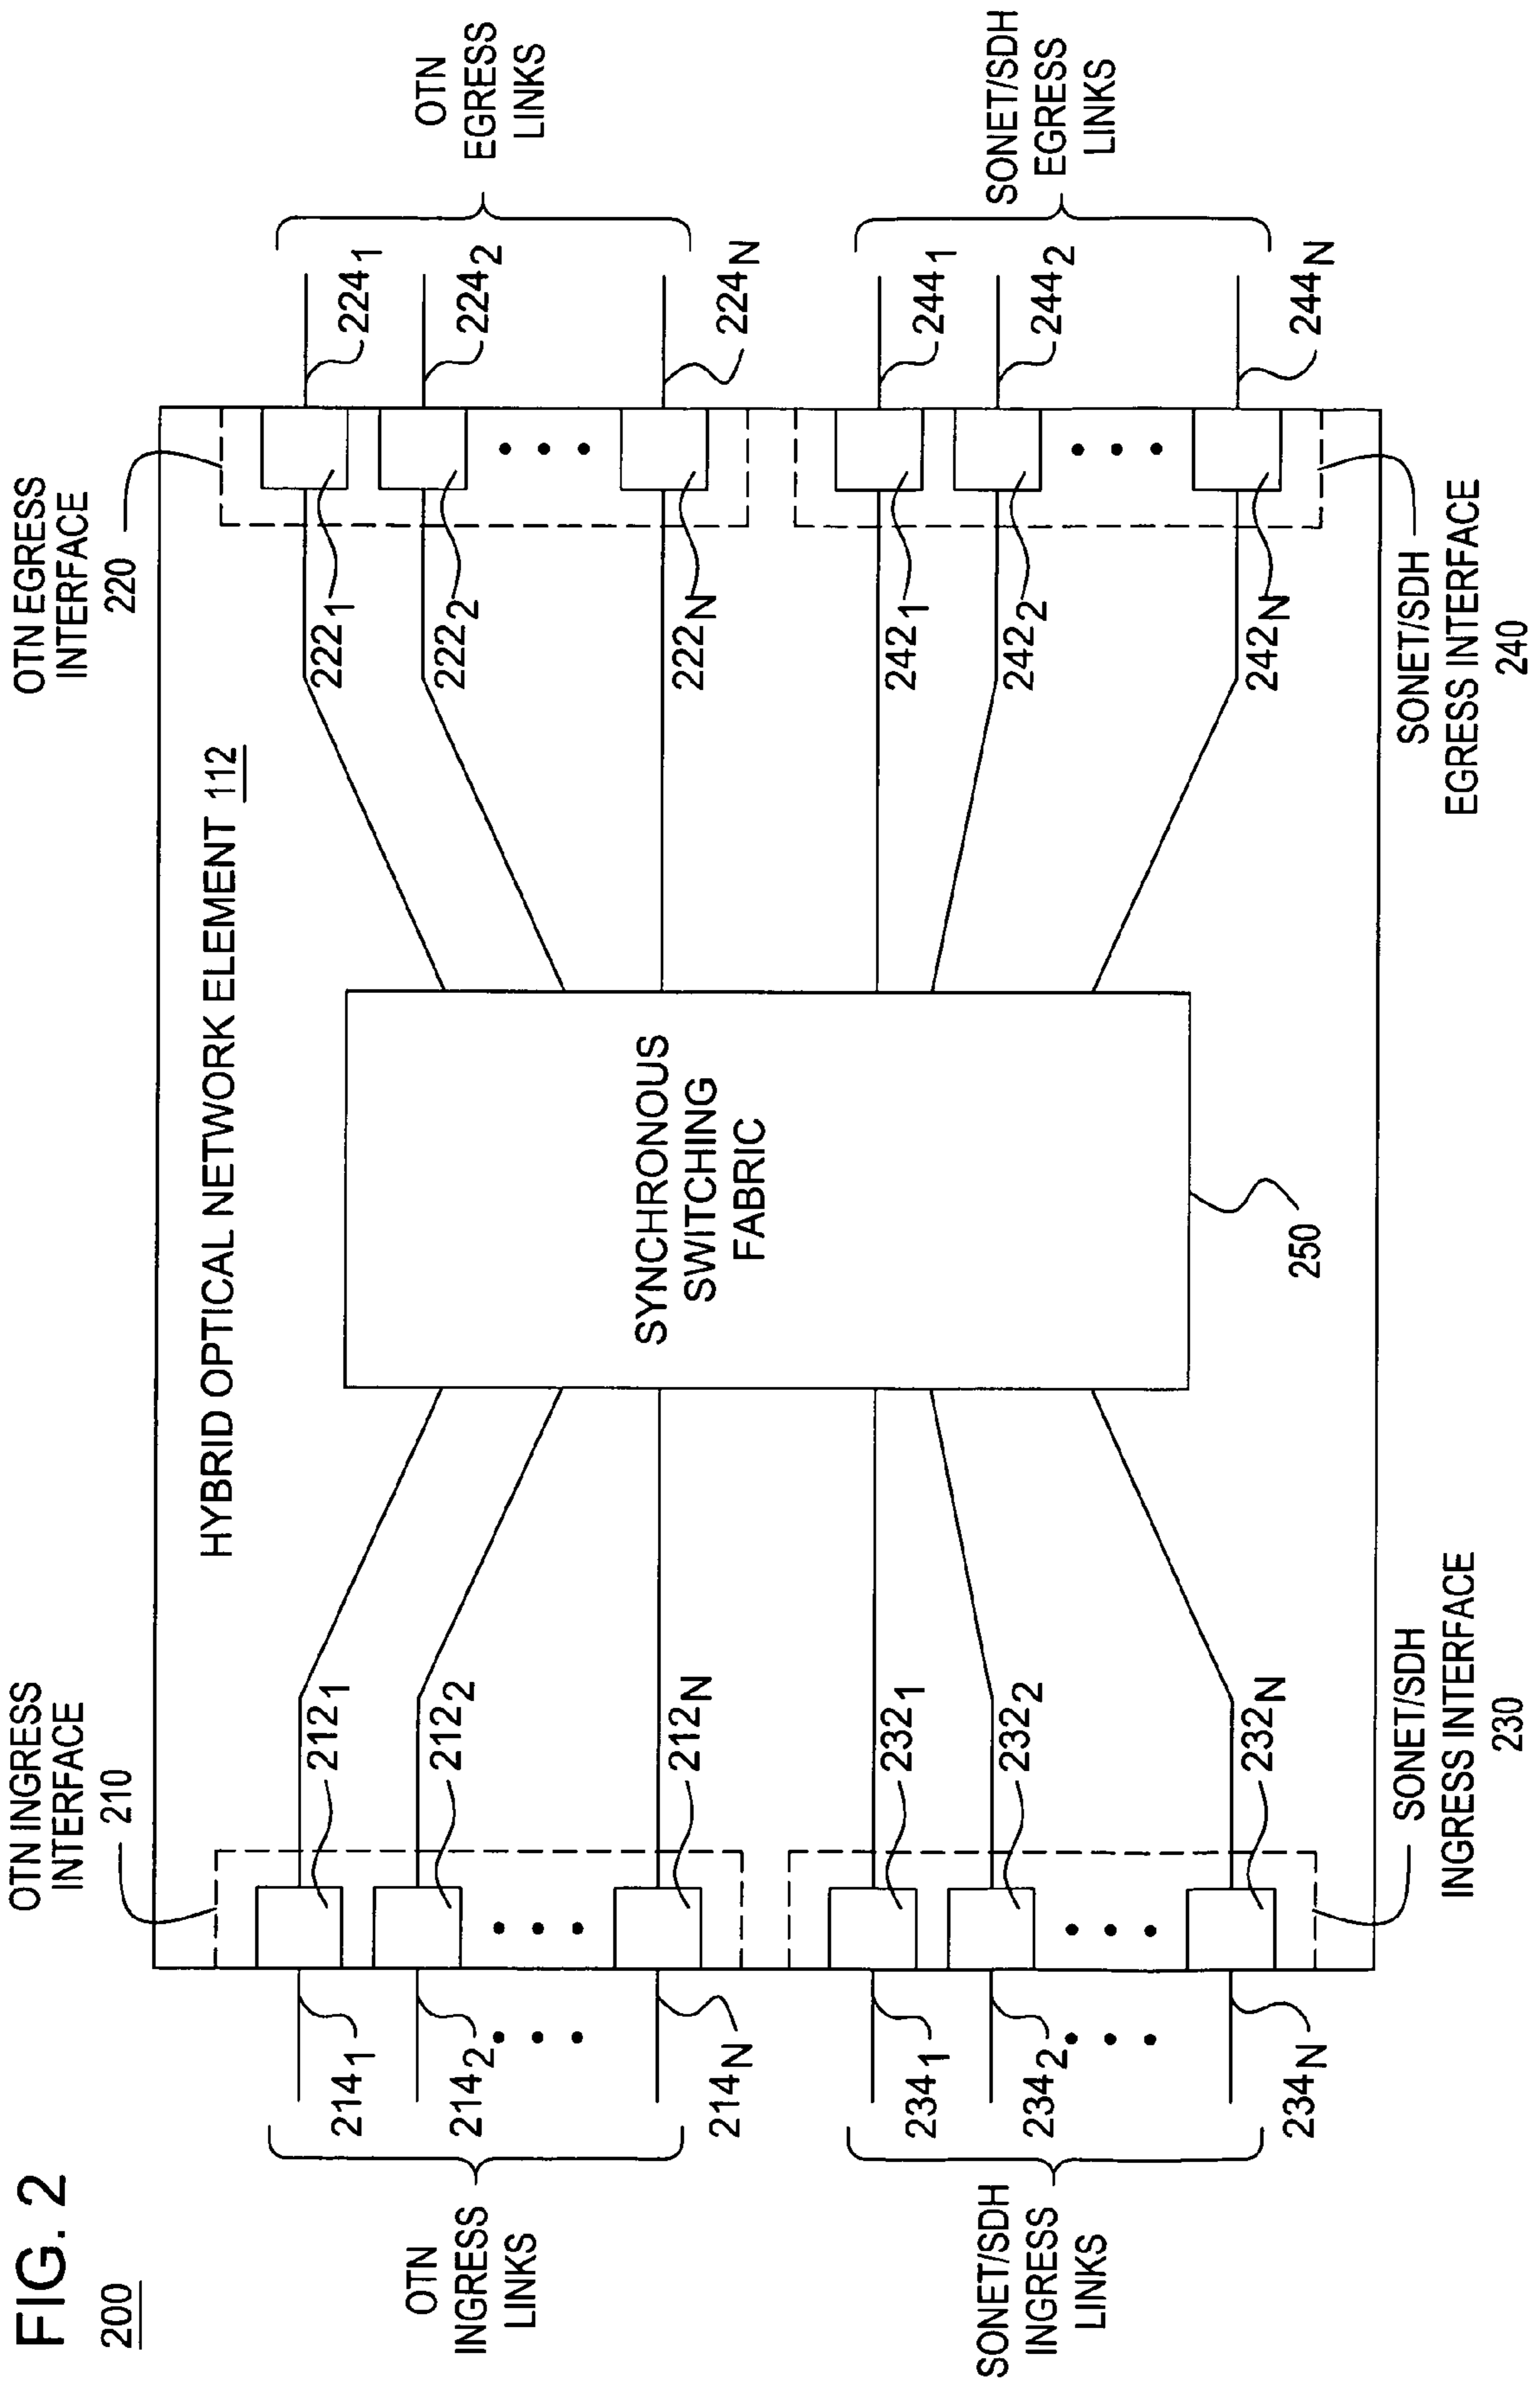 FIG. 2
200
HYBRID OPTICAL NETWORK ELEMENT 112
OTN INGRESS
INTERFACE
210
OTN EGRESS
INTERFACE
220
OTN
INGRESS
LINKS
214₁
214₂
214N
212₁
212₂
212N
SONET/SDH
INGRESS
LINKS
234₁
234₂
234N
232₁
232₂
232N
SONET/SDH
INGRESS INTERFACE
230
SYNCHRONOUS
SWITCHING
FABRIC
250
222₁
222₂
222N
224₁
224₂
224N
OTN
EGRESS
LINKS
242₁
242₂
242N
244₁
244₂
244N
SONET/SDH
EGRESS
LINKS
SONET/SDH
EGRESS INTERFACE
240